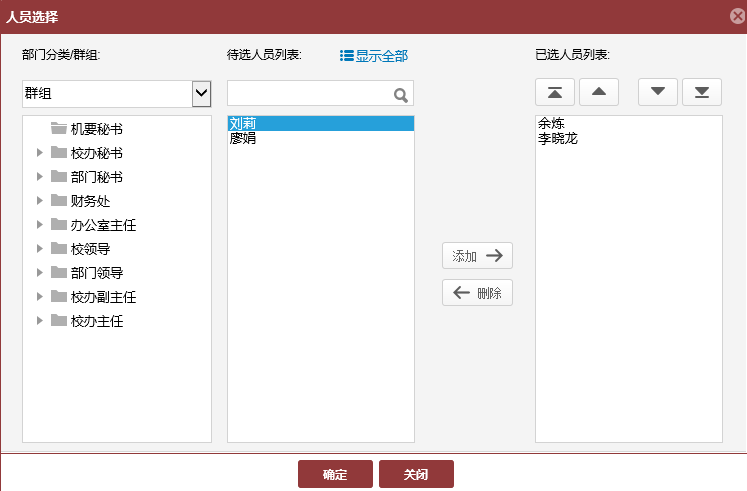 人员选择
部门分类/群组:
待选人员列表:
显示全部
已选人员列表:
群组
机要秘书
校办秘书
部门秘书
财务处
办公室主任
校领导
部门领导
校办副主任
校办主任
刘莉
廖娟
添加
删除
余炼
李晓龙
确定
关闭